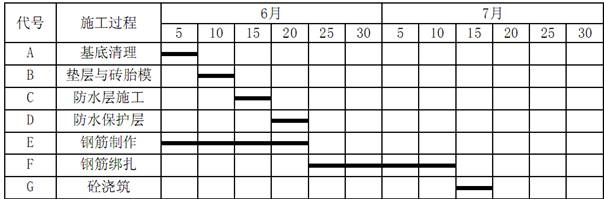 代号 施工过程 6月 7月
5 10 15 20 25 30 5 10 15 20 25 30
A 基底清理
B 垫层与砖胎模
C 防水层施工
D 防水保护层
E 钢筋制作
F 钢筋绑扎
G 砼浇筑